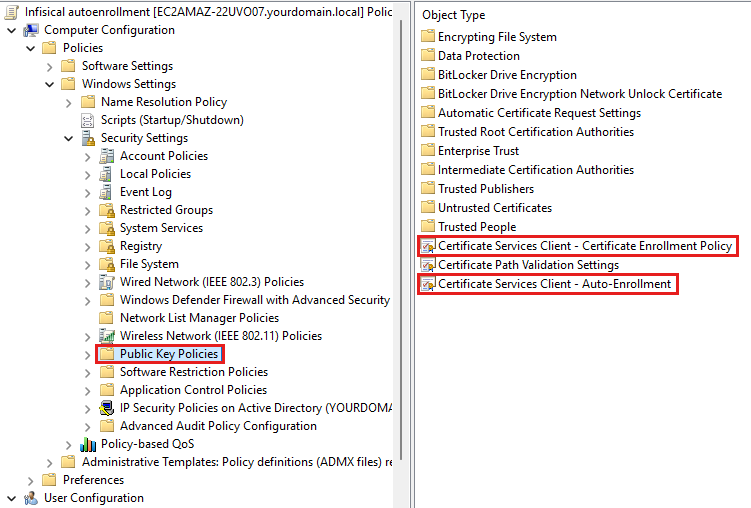 Infisical autoenrollment [EC2AMAZ-22UVO07.yourdomain.local] Polic
Computer Configuration
Policies
Software Settings
Windows Settings
Name Resolution Policy
Scripts (Startup/Shutdown)
Security Settings
Account Policies
Local Policies
Event Log
Restricted Groups
System Services
Registry
File System
Wired Network (IEEE 802.3) Policies
Windows Defender Firewall with Advanced Security
Network List Manager Policies
Wireless Network (IEEE 802.11) Policies
Public Key Policies
Software Restriction Policies
Application Control Policies
IP Security Policies on Active Directory (YOURDOMA
Advanced Audit Policy Configuration
Policy-based QoS
Administrative Templates: Policy definitions (ADMX files) re
Preferences
User Configuration
Object Type
Encrypting File System
Data Protection
BitLocker Drive Encryption
BitLocker Drive Encryption Network Unlock Certificate
Automatic Certificate Request Settings
Trusted Root Certification Authorities
Enterprise Trust
Intermediate Certification Authorities
Trusted Publishers
Untrusted Certificates
Trusted People
Certificate Services Client - Certificate Enrollment Policy
Certificate Path Validation Settings
Certificate Services Client - Auto-Enrollment